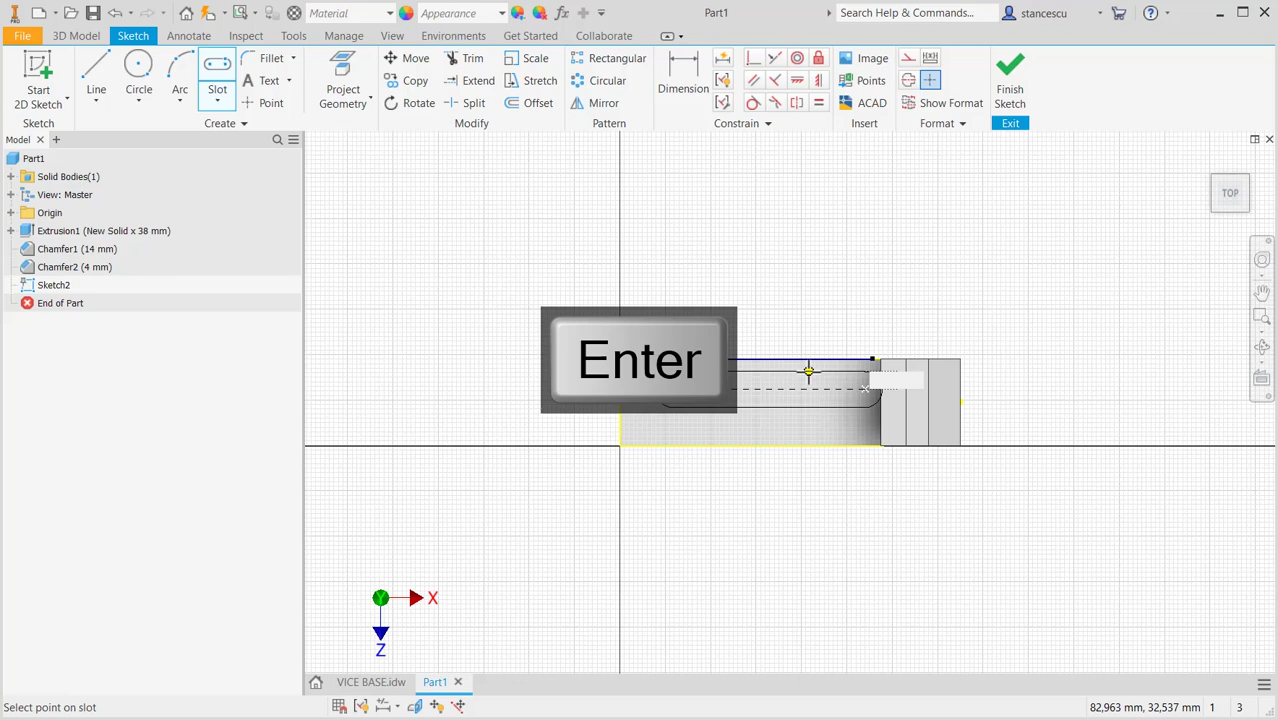 PRO
Material
Appearance
Part1
Search Help & Commands...
stancescu
File
3D Model
Sketch
Annotate
Inspect
Tools
Manage
View
Environments
Get Started
Collaborate
Start
2D Sketch
Line
Circle
Arc
Slot
Fillet
Text
Point
Project
Geometry
Move
Copy
Rotate
Trim
Extend
Split
Scale
Stretch
Offset
Rectangular
Circular
Mirror
Dimension
Image
Points
ACAD
Show Format
Finish
Sketch
Sketch
Create
Modify
Pattern
Constrain
Insert
Format
Exit
Model
Part1
Solid Bodies(1)
View: Master
Origin
Extrusion1 (New Solid x 38 mm)
Chamfer1 (14 mm)
Chamfer2 (4 mm)
Sketch2
End of Part
TOP
Enter
Y
X
Z
VICE BASE.idw
Part1
Select point on slot
82,963 mm, 32,537 mm
1
3